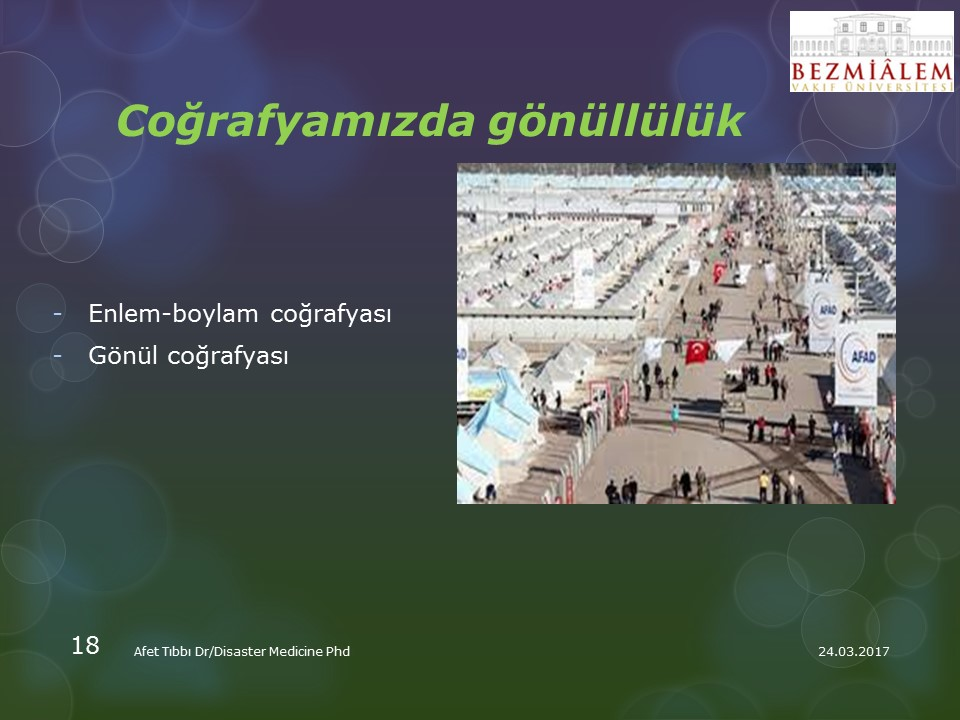 BEZMİÂLEM
VAKIF ÜNİVERSİTESİ
Coğrafyamızda gönüllülük
- Enlem-boylam coğrafyası
- Gönül coğrafyası
AFAD
AFAD
18
Afet Tıbbı Dr/Disaster Medicine Phd
24.03.2017